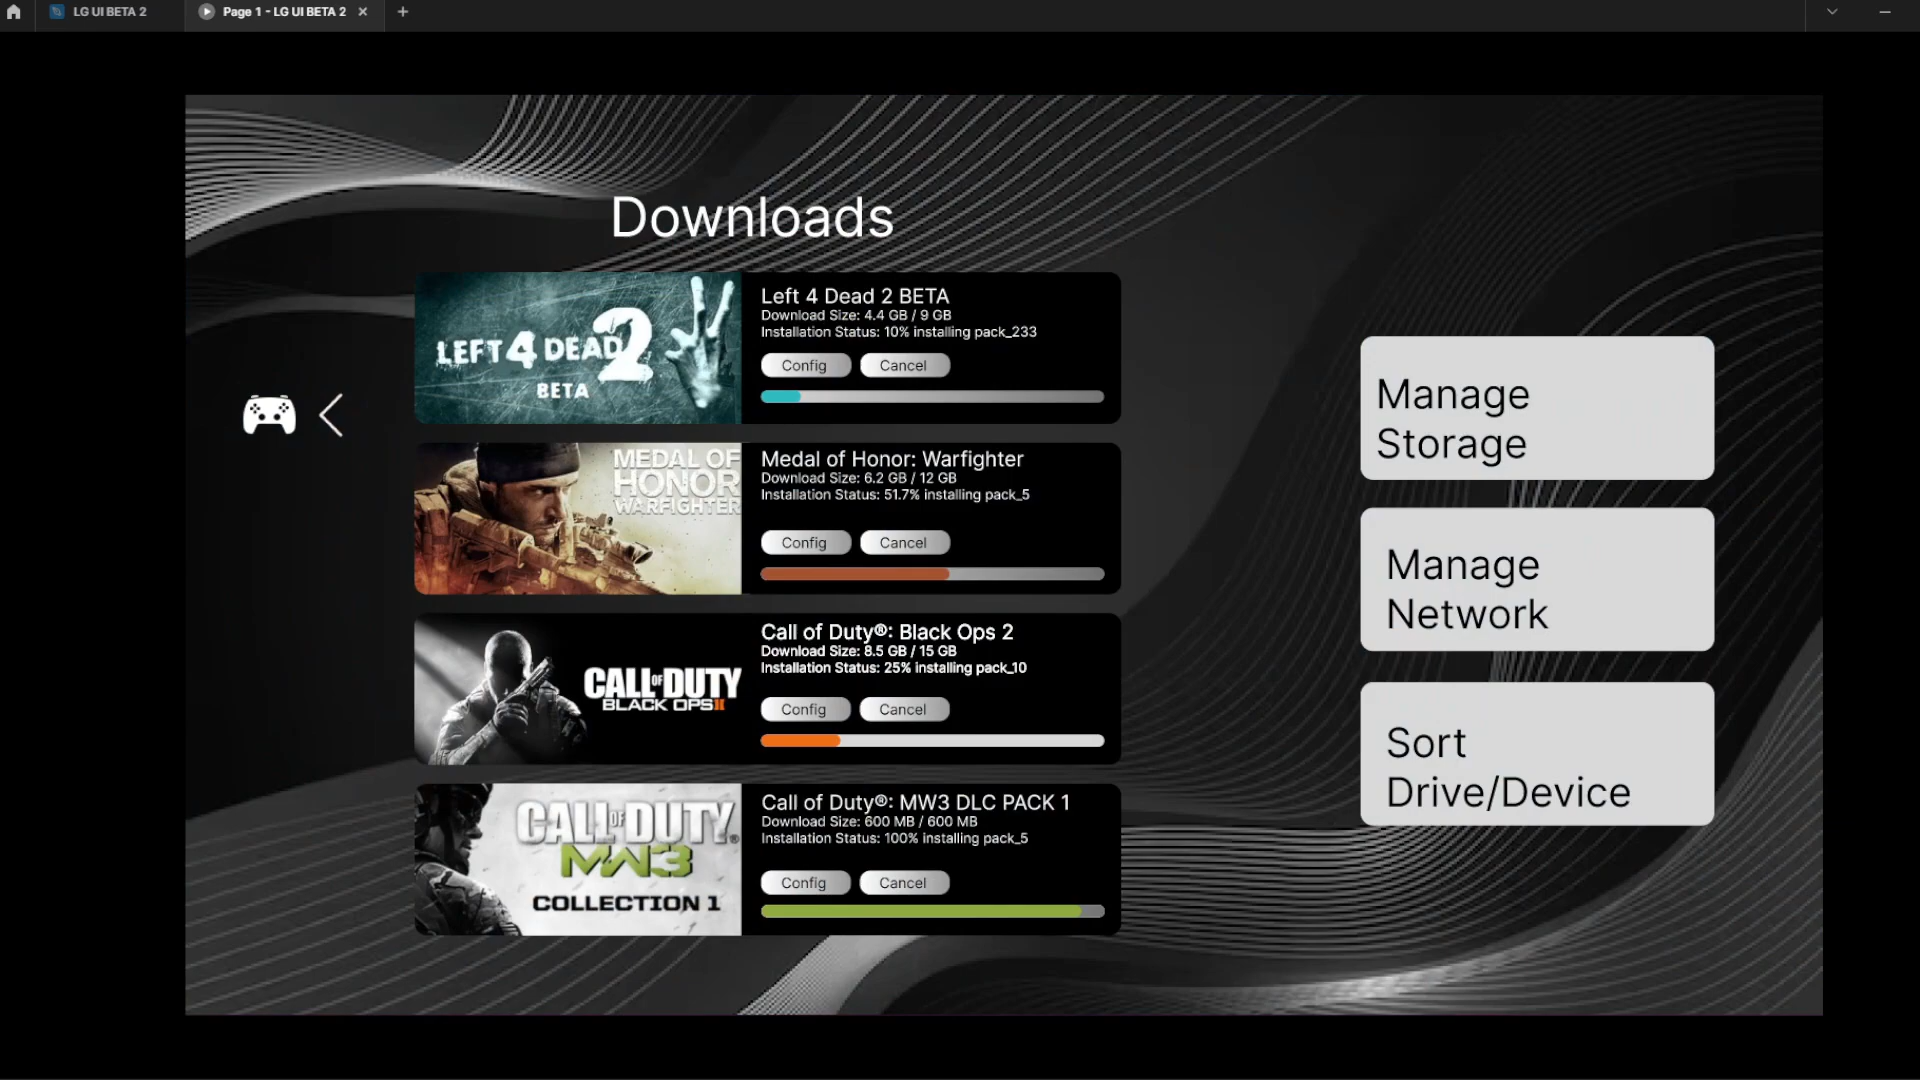 LG UI BETA 2
Page 1 - LG UI BETA 2
Downloads
LEFT 4 DEAD 2
BETA
Left 4 Dead 2 BETA
Download Size: 4.4 GB / 9 GB
Installation Status: 10% installing pack_233
Config
Cancel
MEDAL OF
HONOR
WARFIGHTER
Medal of Honor: Warfighter
Download Size: 6.2 GB / 12 GB
Installation Status: 51.7% installing pack_5
Config
Cancel
CALL OF DUTY
BLACK OPS II
Call of Duty®: Black Ops 2
Download Size: 8.5 GB / 15 GB
Installation Status: 25% installing pack_10
Config
Cancel
CALL OF DUTY®
MW3
COLLECTION 1
Call of Duty®: MW3 DLC PACK 1
Download Size: 600 MB / 600 MB
Installation Status: 100% installing pack_5
Config
Cancel
Manage
Storage
Manage
Network
Sort
Drive/Device